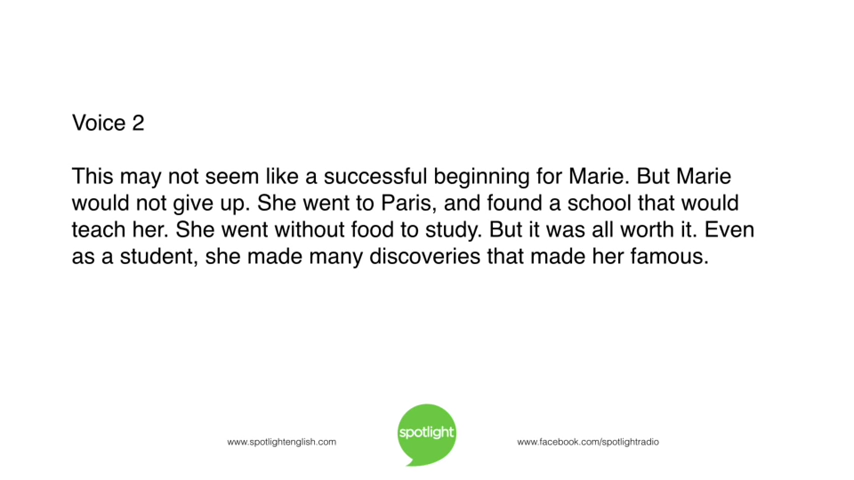 Voice 2
This may not seem like a successful beginning for Marie. But Marie
would not give up. She went to Paris, and found a school that would
teach her. She went without food to study. But it was all worth it. Even
as a student, she made many discoveries that made her famous.
www.spotlightenglish.com
spotlight
www.facebook.com/spotlightradio